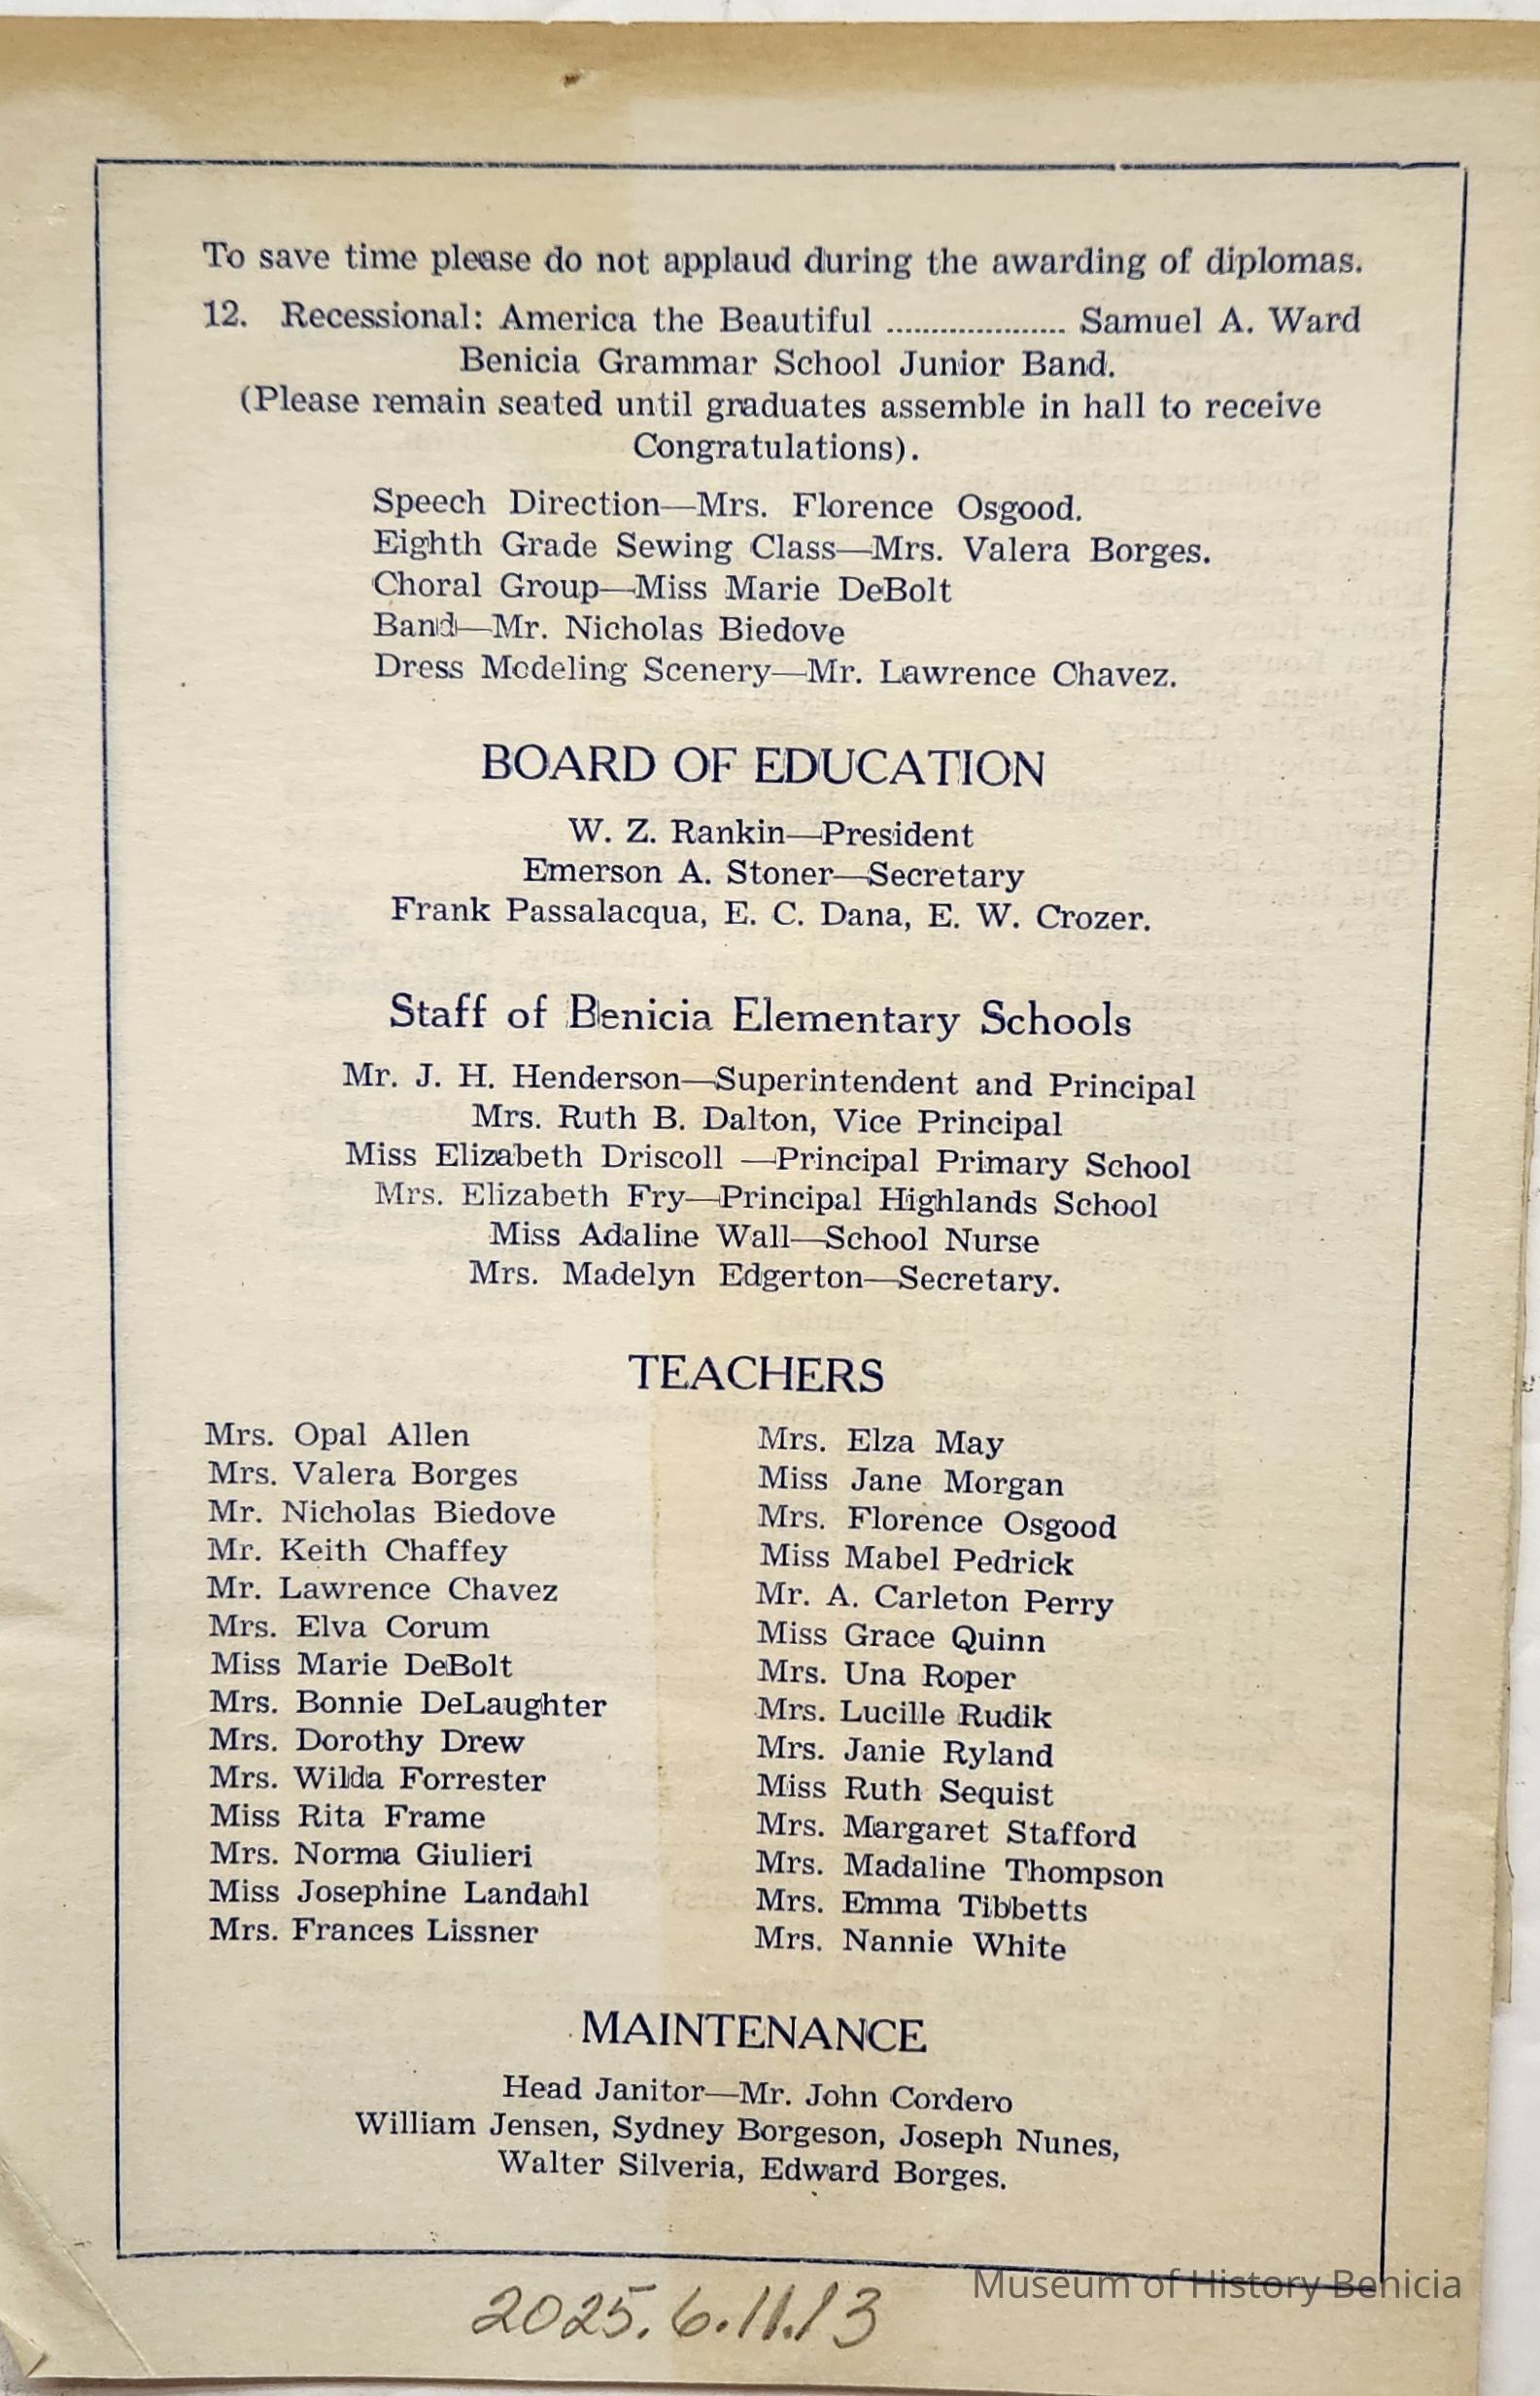 To save time please do not applaud during the awarding of diplomas.
12. Recessional: America the Beautiful .................... Samuel A. Ward
Benicia Grammar School Junior Band.
(Please remain seated until graduates assemble in hall to receive
Congratulations).
Speech Direction—Mrs. Florence Osgood.
Eighth Grade Sewing Class—Mrs. Valera Borges.
Choral Group—Miss Marie DeBolt
Band—Mr. Nicholas Biedove
Dress Modeling Scenery—Mr. Lawrence Chavez.
BOARD OF EDUCATION
W. Z. Rankin—President
Emerson A. Stoner—Secretary
Frank Passalacqua, E. C. Dana, E. W. Crozer.
Staff of Benicia Elementary Schools
Mr. J. H. Henderson—Superintendent and Principal
Mrs. Ruth B. Dalton, Vice Principal
Miss Elizabeth Driscoll —Principal Primary School
Mrs. Elizabeth Fry—Principal Highlands School
Miss Adaline Wall—School Nurse
Mrs. Madelyn Edgerton—Secretary.
TEACHERS
Mrs. Opal Allen
Mrs. Valera Borges
Mr. Nicholas Biedove
Mr. Keith Chaffey
Mr. Lawrence Chavez
Mrs. Elva Corum
Miss Marie DeBolt
Mrs. Bonnie DeLaughter
Mrs. Dorothy Drew
Mrs. Wilda Forrester
Miss Rita Frame
Mrs. Norma Giulieri
Miss Josephine Landahl
Mrs. Frances Lissner
Mrs. Elza May
Miss Jane Morgan
Mrs. Florence Osgood
Miss Mabel Pedrick
Mr. A. Carleton Perry
Miss Grace Quinn
Mrs. Una Roper
Mrs. Lucille Rudik
Mrs. Janie Ryland
Miss Ruth Sequist
Mrs. Margaret Stafford
Mrs. Madaline Thompson
Mrs. Emma Tibbetts
Mrs. Nannie White
MAINTENANCE
Head Janitor—Mr. John Cordero
William Jensen, Sydney Borgeson, Joseph Nunes,
Walter Silveria, Edward Borges.
Museum of History Benicia
2025.6.11.13